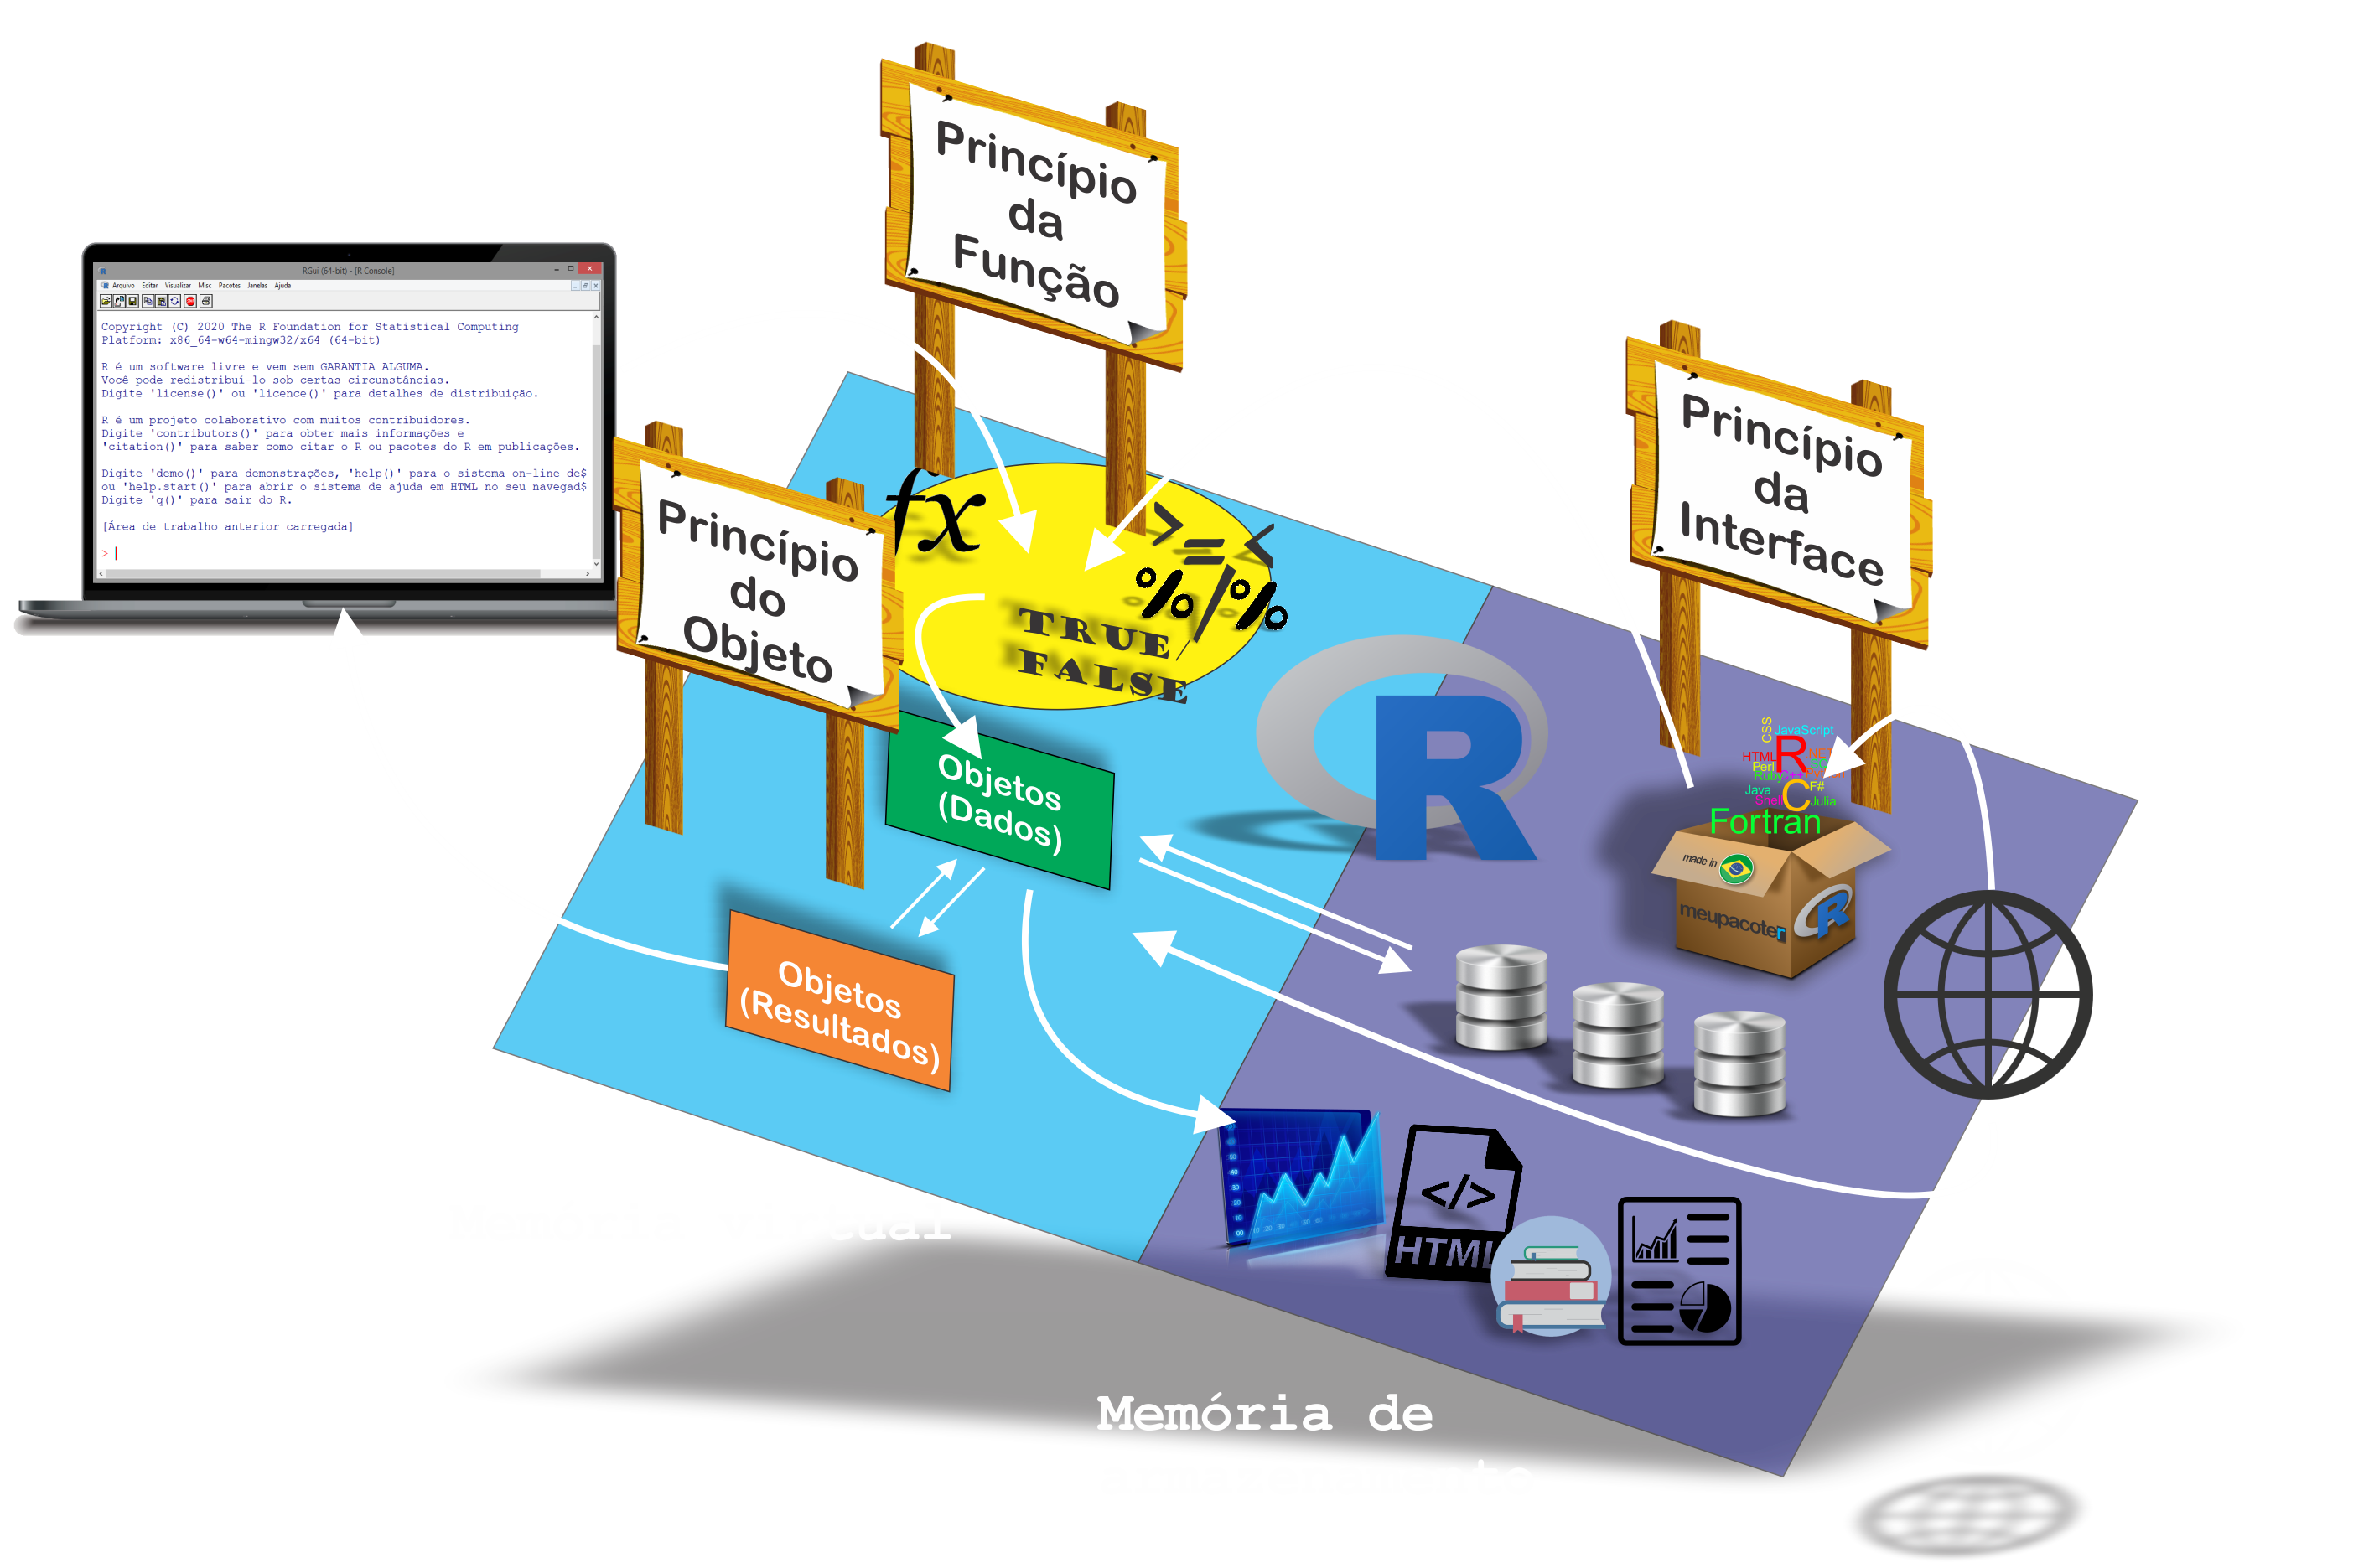 Princípio
da
Função
RGui (64-bit) - [R Console]
Arquivo Editar Visualizar Misc Pacotes Janelas Ajuda
STOP
Copyright (C) 2020 The R Foundation for Statistical Computing
Platform: x86_64-w64-mingw32/x64 (64-bit)
R é um software livre e vem sem GARANTIA ALGUMA.
Você pode redistribuí-lo sob certas circunstâncias.
Digite 'license()' ou 'licence()' para detalhes de distribuição.
R é um projeto colaborativo com muitos contribuidores.
Digite 'contributors()' para obter mais informações e
'citation()' para saber como citar o R ou pacotes do R em publicações.
Digite 'demo()' para demonstrações, 'help()' para o sistema on-line de$
ou 'help.start()' para abrir o sistema de ajuda em HTML no seu navegad$
Digite 'q()' para sair do R.
[Área de trabalho anterior carregada]
>
Princípio
da
Interface
Princípio
do
Objeto
fx
>=<
%/%
TRUE/
FALSE
R
Objetos
(Dados)
CSS
JavaScript
HTML
R
Perl
Ruby
C++
F#
Java
Shell
C
Julia
Fortran
made in
meupacoter
R
Objetos
(Resultados)
</>
HTML
Memória de